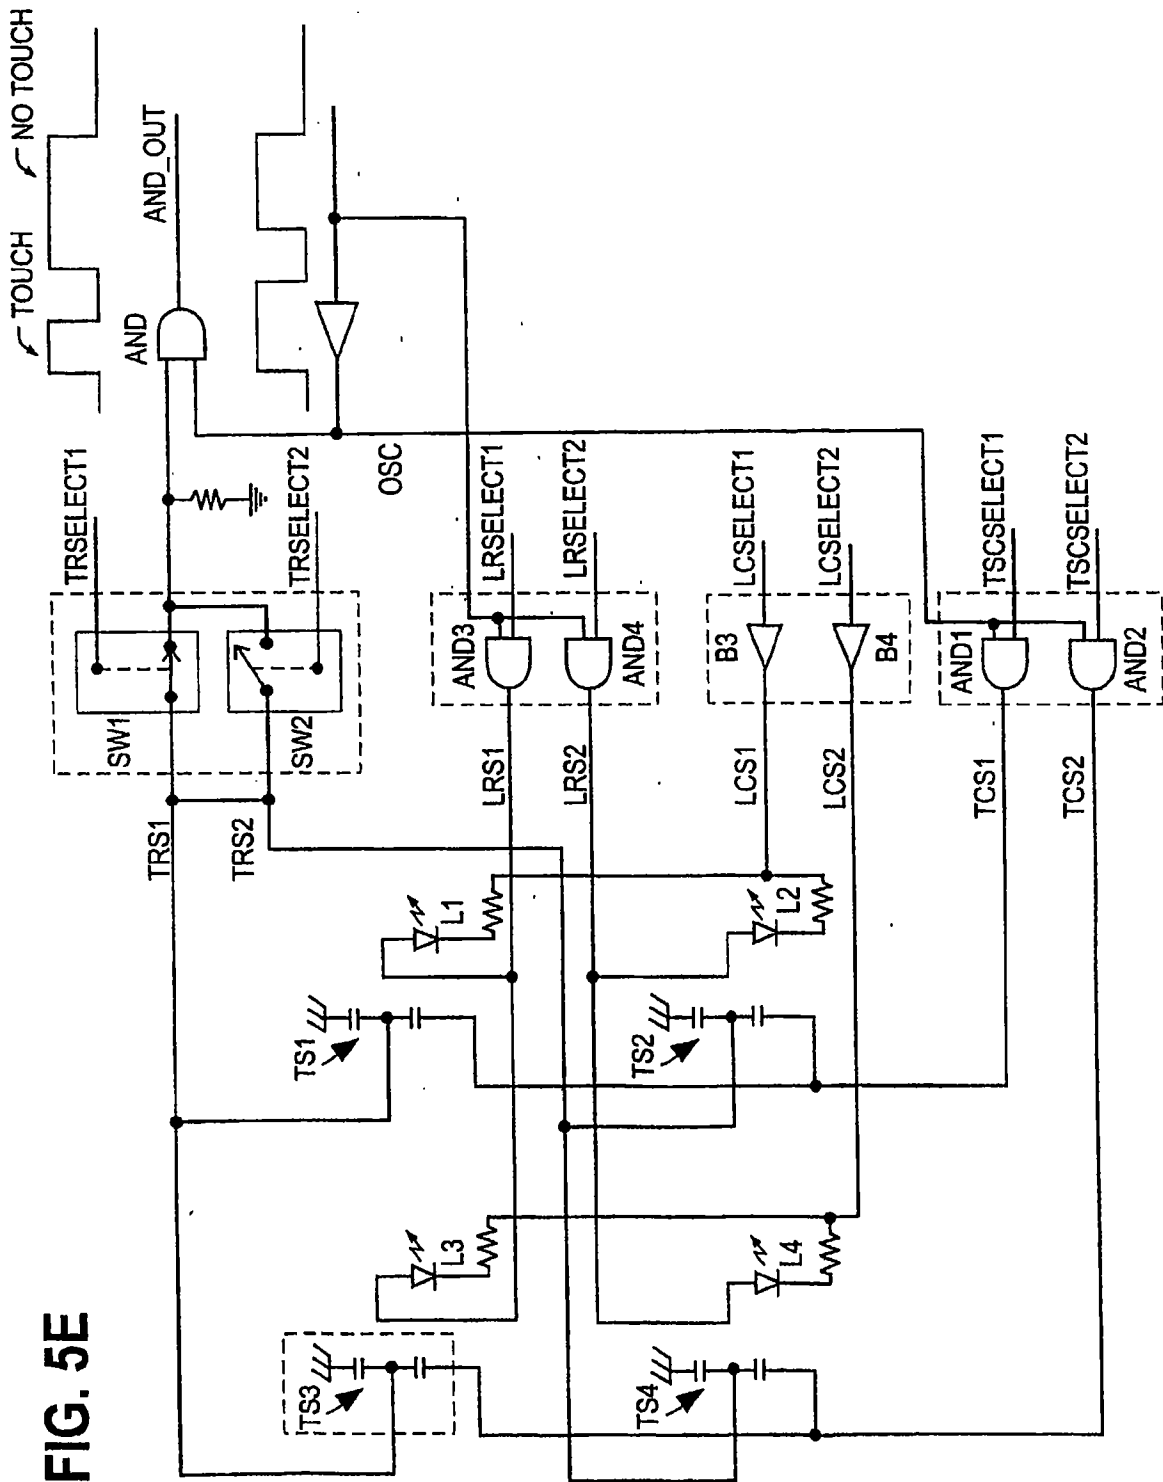 FIG. 5E
TOUCH
NO TOUCH
AND
AND_OUT
TRSELECT1
TRSELECT2
SW1
SW2
TRS1
TRS2
OSC
LRSELECT1
LRSELECT2
AND3
AND4
LRS1
LRS2
LCSELECT1
LCSELECT2
B3
B4
LCS1
LCS2
TSCSELECT1
TSCSELECT2
AND1
AND2
TCS1
TCS2
L1
L2
TS1
TS2
L3
L4
TS3
TS4